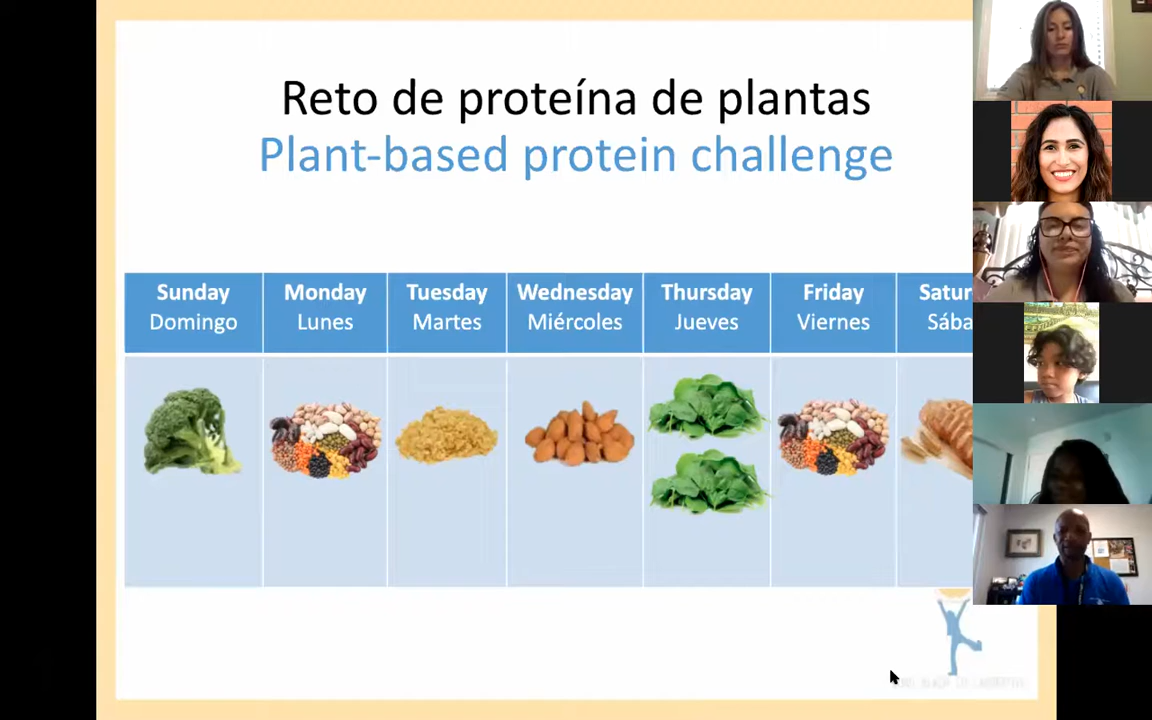 Reto de proteína de plantas
Plant-based protein challenge
Sunday Monday Tuesday Wednesday Thursday Friday Satur
Domingo Lunes Martes Miércoles Jueves Viernes Sába